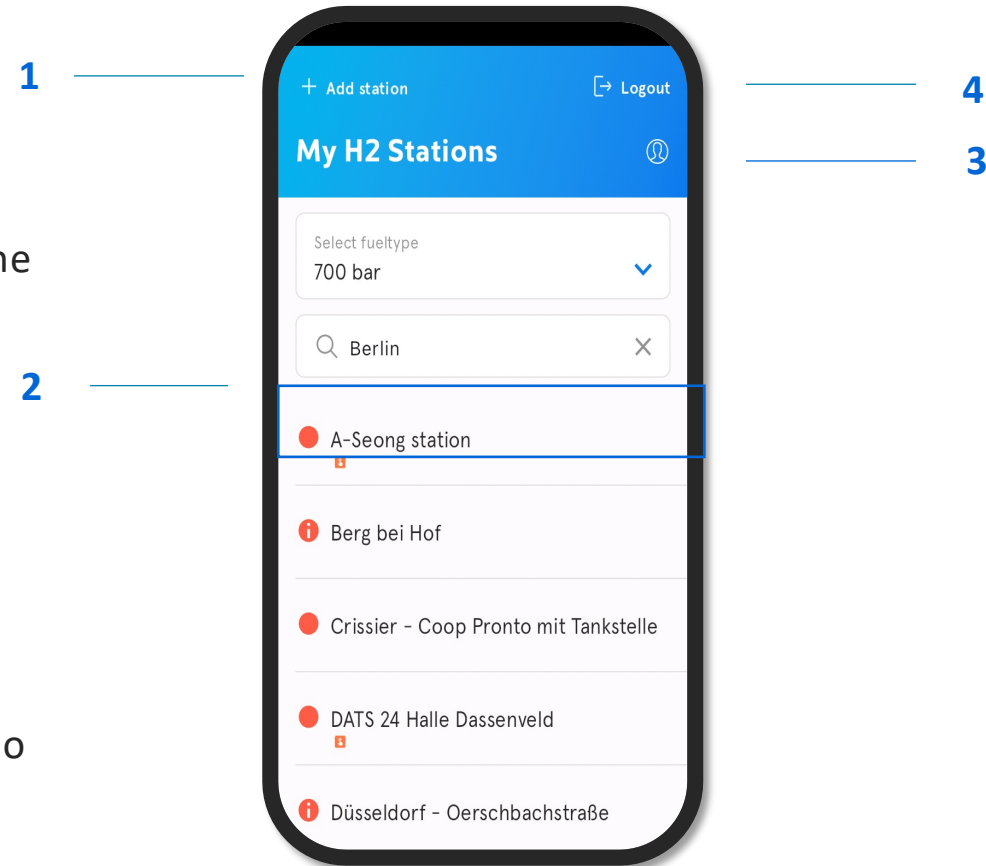 1
+ Add station
Logout
4
My H2 Stations
3
Select fueltype
700 bar
Berlin
2
A-Seong station
Berg bei Hof
Crissier - Coop Pronto mit Tankstelle
DATS 24 Halle Dassenveld
Düsseldorf - Oerschbachstraße